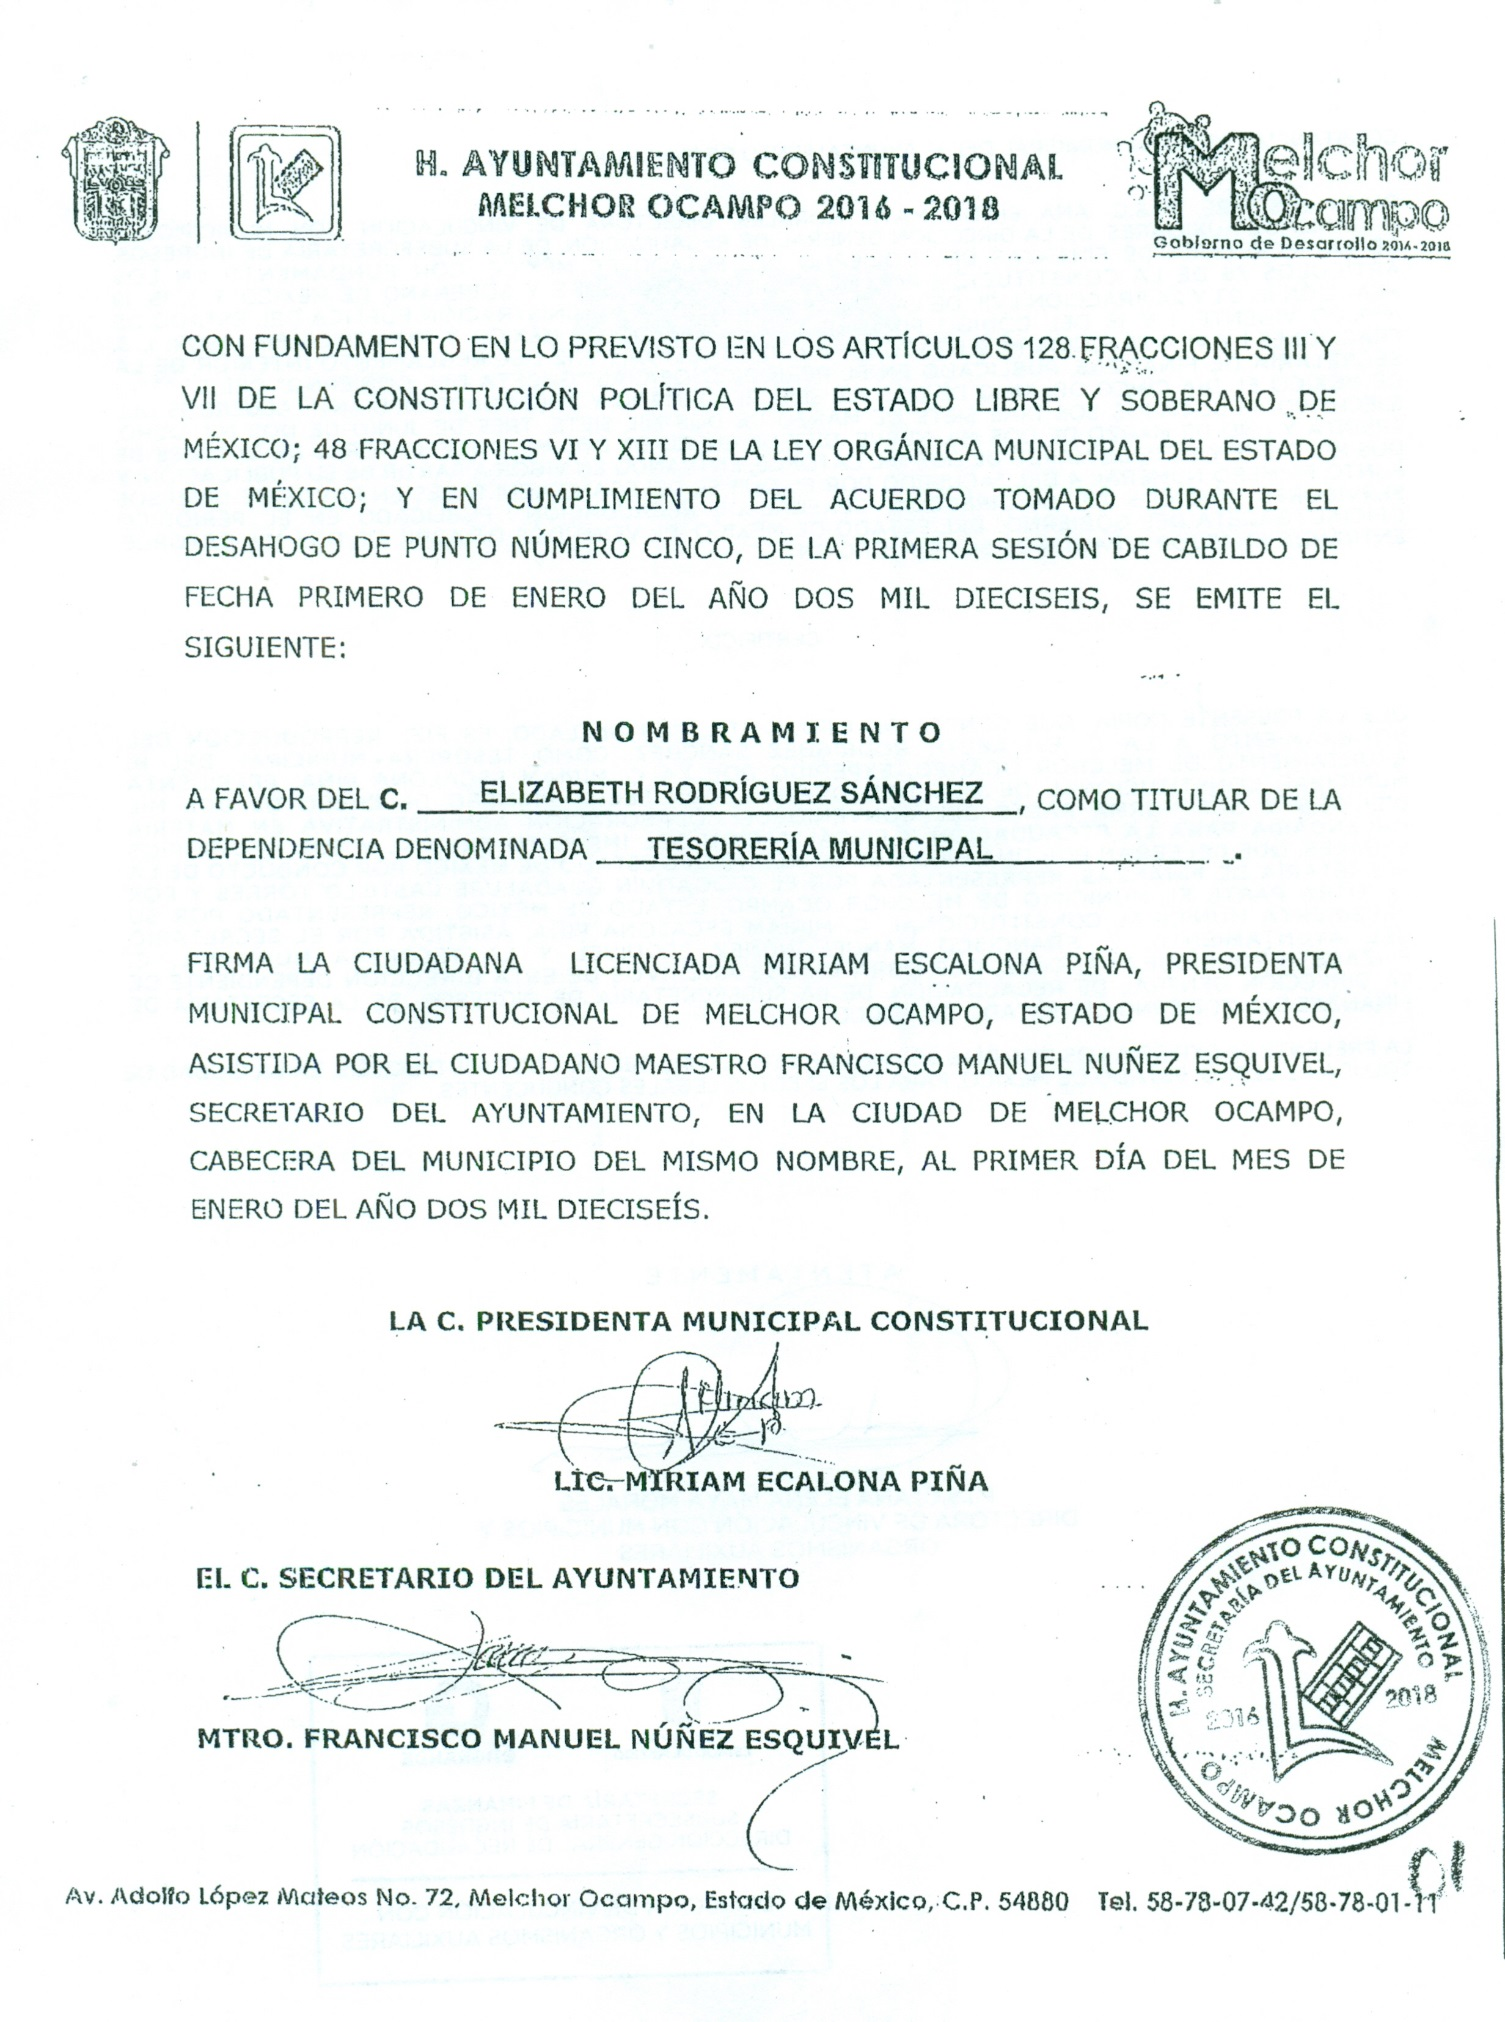 H. AYUNTAMIENTO CONSTITUCIONAL
MELCHOR OCAMPO 2016 - 2018
Melchor
Ocampo
Gobierno de Desarrollo 2016-2018
CON FUNDAMENTO EN LO PREVISTO EN LOS ARTÍCULOS 128 FRACCIONES III Y
VII DE LA CONSTITUCIÓN POLÍTICA DEL ESTADO LIBRE Y SOBERANO DE
MÉXICO; 48 FRACCIONES VI Y XIII DE LA LEY ORGÁNICA MUNICIPAL DEL ESTADO
DE MÉXICO; Y EN CUMPLIMIENTO DEL ACUERDO TOMADO DURANTE EL
DESAHOGO DE PUNTO NÚMERO CINCO, DE LA PRIMERA SESIÓN DE CABILDO DE
FECHA PRIMERO DE ENERO DEL AÑO DOS MIL DIECISEIS, SE EMITE EL
SIGUIENTE:
NOMBRAMIENTO
A FAVOR DEL C. ELIZABETH RODRÍGUEZ SÁNCHEZ, COMO TITULAR DE LA
DEPENDENCIA DENOMINADA TESORERÍA MUNICIPAL.
FIRMA LA CIUDADANA LICENCIADA MIRIAM ESCALONA PIÑA, PRESIDENTA
MUNICIPAL CONSTITUCIONAL DE MELCHOR OCAMPO, ESTADO DE MÉXICO,
ASISTIDA POR EL CIUDADANO MAESTRO FRANCISCO MANUEL NUÑEZ ESQUIVEL,
SECRETARIO DEL AYUNTAMIENTO, EN LA CIUDAD DE MELCHOR OCAMPO,
CABECERA DEL MUNICIPIO DEL MISMO NOMBRE, AL PRIMER DÍA DEL MES DE
ENERO DEL AÑO DOS MIL DIECISEÍS.
LA C. PRESIDENTA MUNICIPAL CONSTITUCIONAL
LIC. MIRIAM ECALONA PIÑA
EL C. SECRETARIO DEL AYUNTAMIENTO
MTRO. FRANCISCO MANUEL NÚÑEZ ESQUIVEL
H. AYUNTAMIENTO CONSTITUCIONAL
SECRETARÍA DEL AYUNTAMIENTO
2016 2018
MELCHOR OCAMPO
01
Av. Adolfo López Mateos No. 72, Melchor Ocampo, Estado de México, C.P. 54880 Tel. 58-78-07-42/58-78-01-11